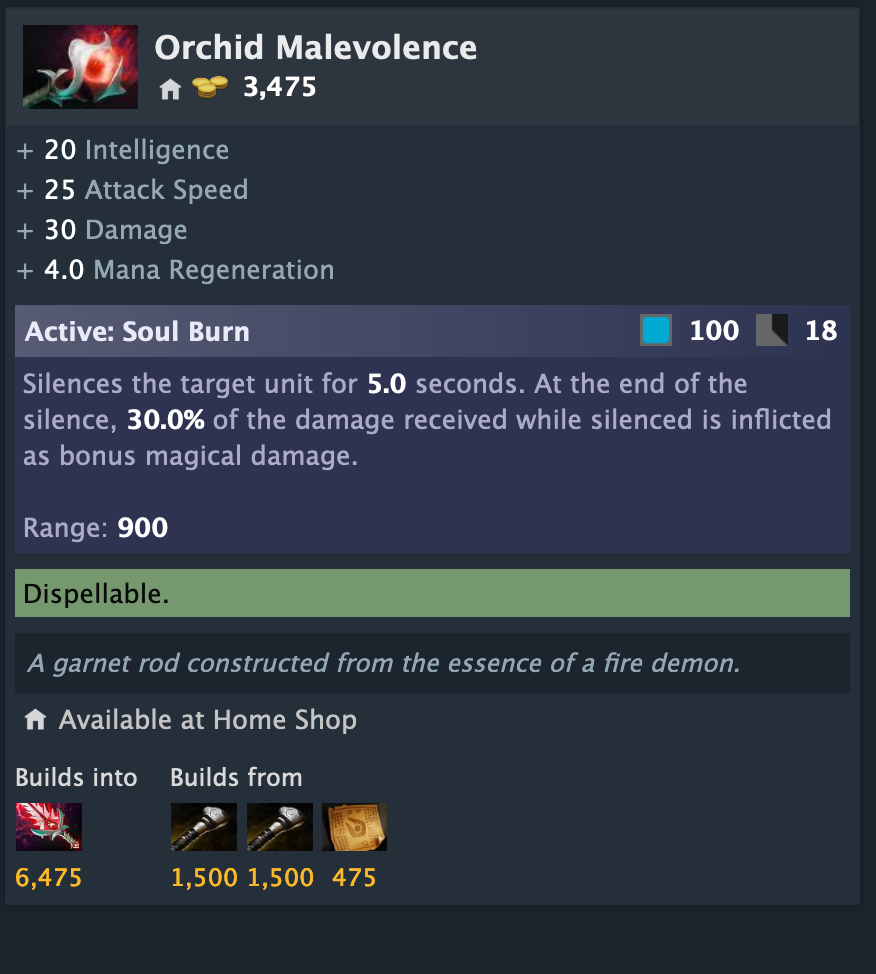 Orchid Malevolence
3,475
+ 20 Intelligence
+ 25 Attack Speed
+ 30 Damage
+ 4.0 Mana Regeneration
Active: Soul Burn 100 18
Silences the target unit for 5.0 seconds. At the end of the
silence, 30.0% of the damage received while silenced is inflicted
as bonus magical damage.
Range: 900
Dispellable.
A garnet rod constructed from the essence of a fire demon.
Available at Home Shop
Builds into Builds from
6,475 1,500 1,500 475